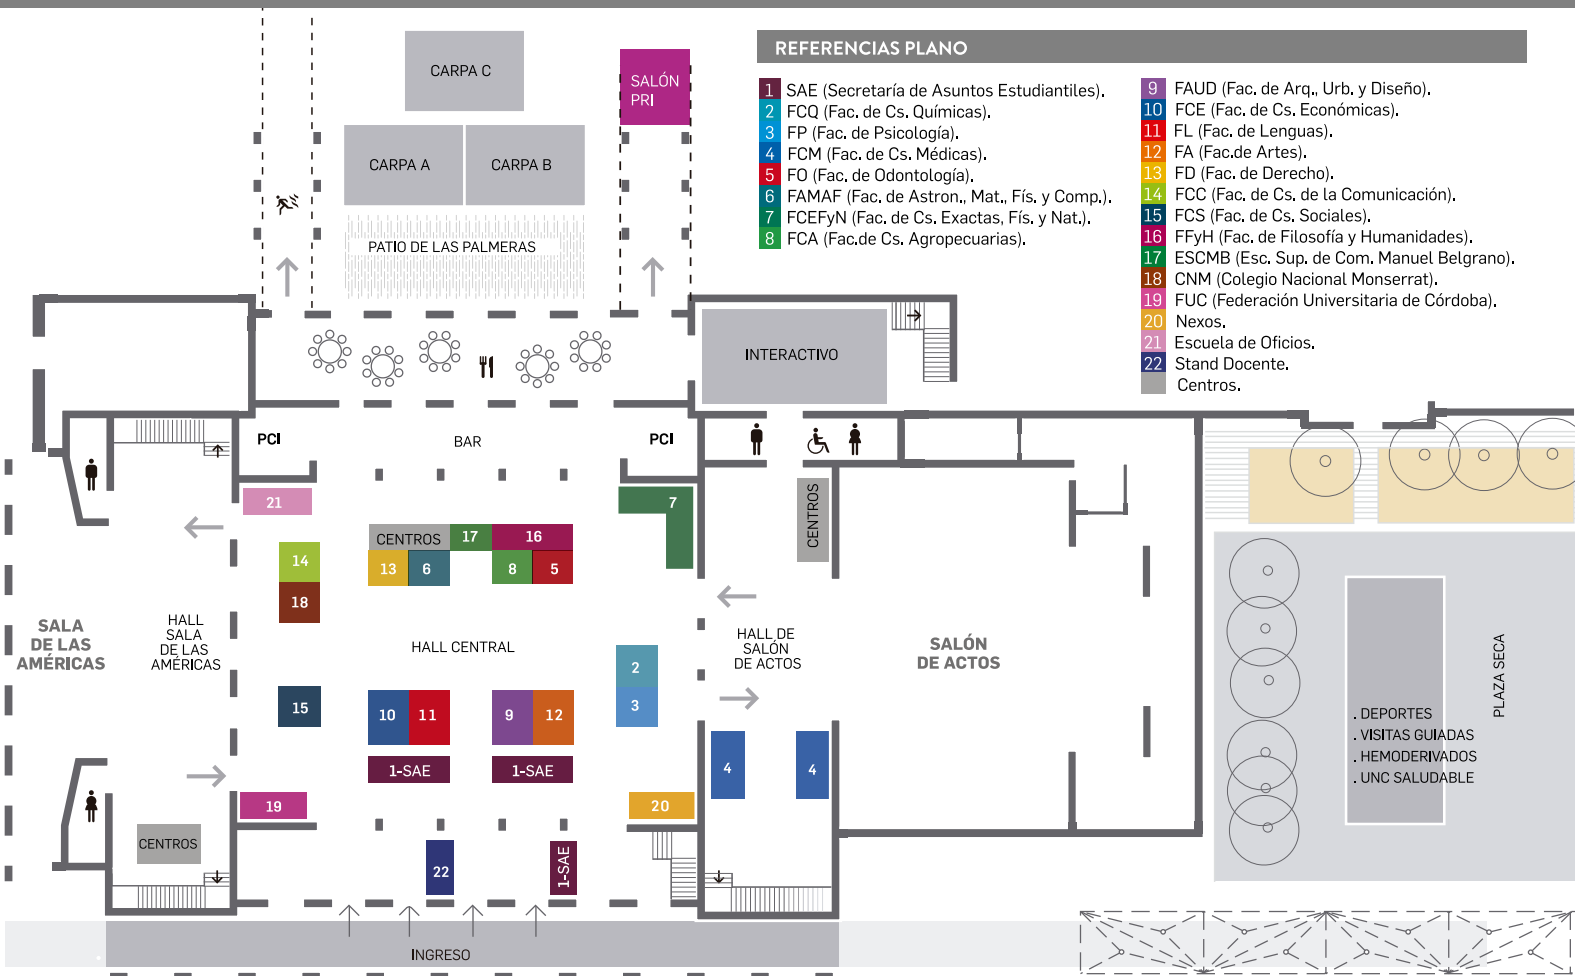 REFERENCIAS PLANO
1 SAE (Secretaría de Asuntos Estudiantiles).
2 FCQ (Fac. de Cs. Químicas).
3 FP (Fac. de Psicología).
4 FCM (Fac. de Cs. Médicas).
5 FO (Fac. de Odontología).
6 FAMAF (Fac. de Astron., Mat., Fís. y Comp.).
7 FCEFyN (Fac. de Cs. Exactas, Fís. y Nat.).
8 FCA (Fac.de Cs. Agropecuarias).
9 FAUD (Fac. de Arq., Urb. y Diseño).
10 FCE (Fac. de Cs. Económicas).
11 FL (Fac. de Lenguas).
12 FA (Fac.de Artes).
13 FD (Fac. de Derecho).
14 FCC (Fac. de Cs. de la Comunicación).
15 FCS (Fac. de Cs. Sociales).
16 FFyH (Fac. de Filosofía y Humanidades).
17 ESCMB (Esc. Sup. de Com. Manuel Belgrano).
18 CNM (Colegio Nacional Monserrat).
19 FUC (Federación Universitaria de Córdoba).
20 Nexos.
21 Escuela de Oficios.
22 Stand Docente.
Centros.
CARPA C
SALÓN
PRI
CARPA A
CARPA B
PATIO DE LAS PALMERAS
INTERACTIVO
PCI
BAR
PCI
21
7
CENTROS
17
16
13
6
8
5
CENTROS
14
18
SALA
DE LAS
AMÉRICAS
HALL
SALA
DE LAS
AMÉRICAS
HALL CENTRAL
HALL DE
SALÓN
DE ACTOS
SALÓN
DE ACTOS
2
3
15
10
11
9
12
1-SAE
1-SAE
4
4
19
20
CENTROS
22
1-SAE
PLAZA SECA
. DEPORTES
. VISITAS GUIADAS
. HEMODERIVADOS
. UNC SALUDABLE
INGRESO